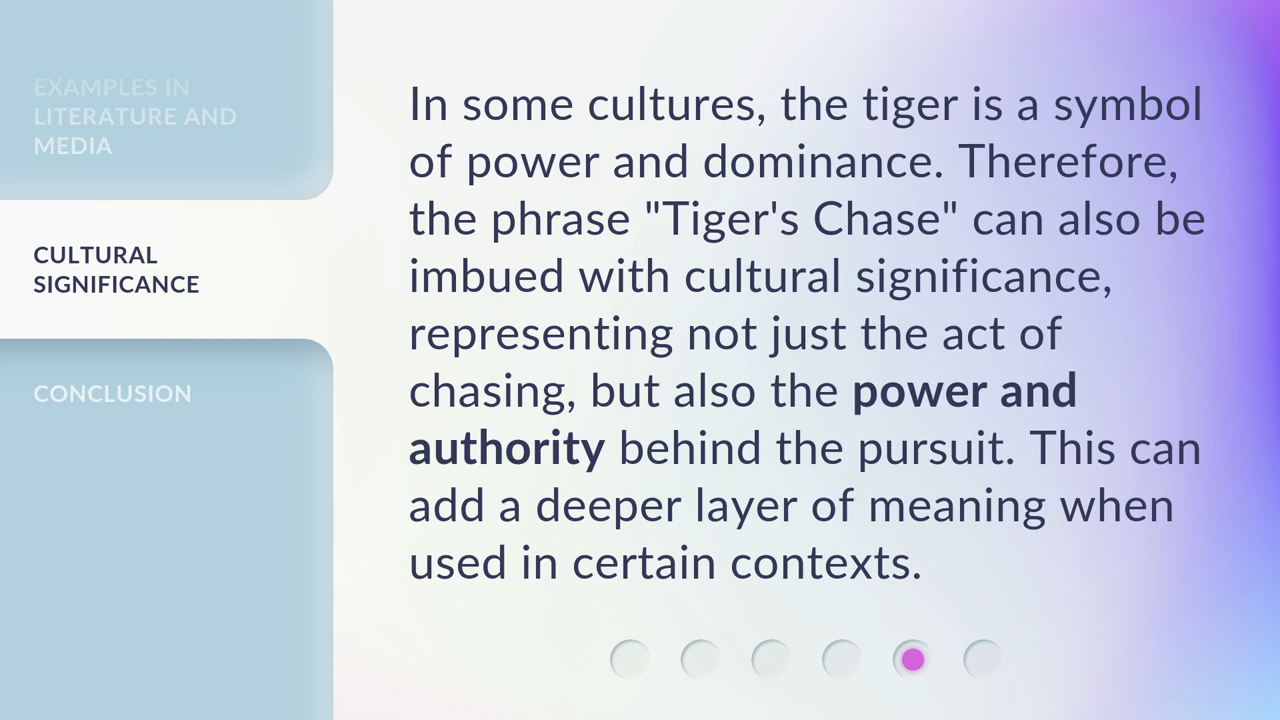 EXAMPLES IN
LITERATURE AND
MEDIA
CULTURAL
SIGNIFICANCE
CONCLUSION
In some cultures, the tiger is a symbol
of power and dominance. Therefore,
the phrase "Tiger's Chase" can also be
imbued with cultural significance,
representing not just the act of
chasing, but also the power and
authority behind the pursuit. This can
add a deeper layer of meaning when
used in certain contexts.